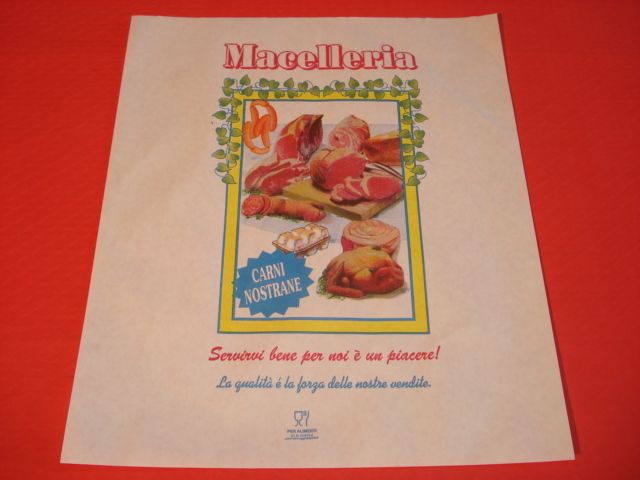 Macelleria
CARNI
NOSTRANE
Servirvi bene per noi è un piacere!
La qualità é la forza delle nostre vendite.
PER ALIMENTI